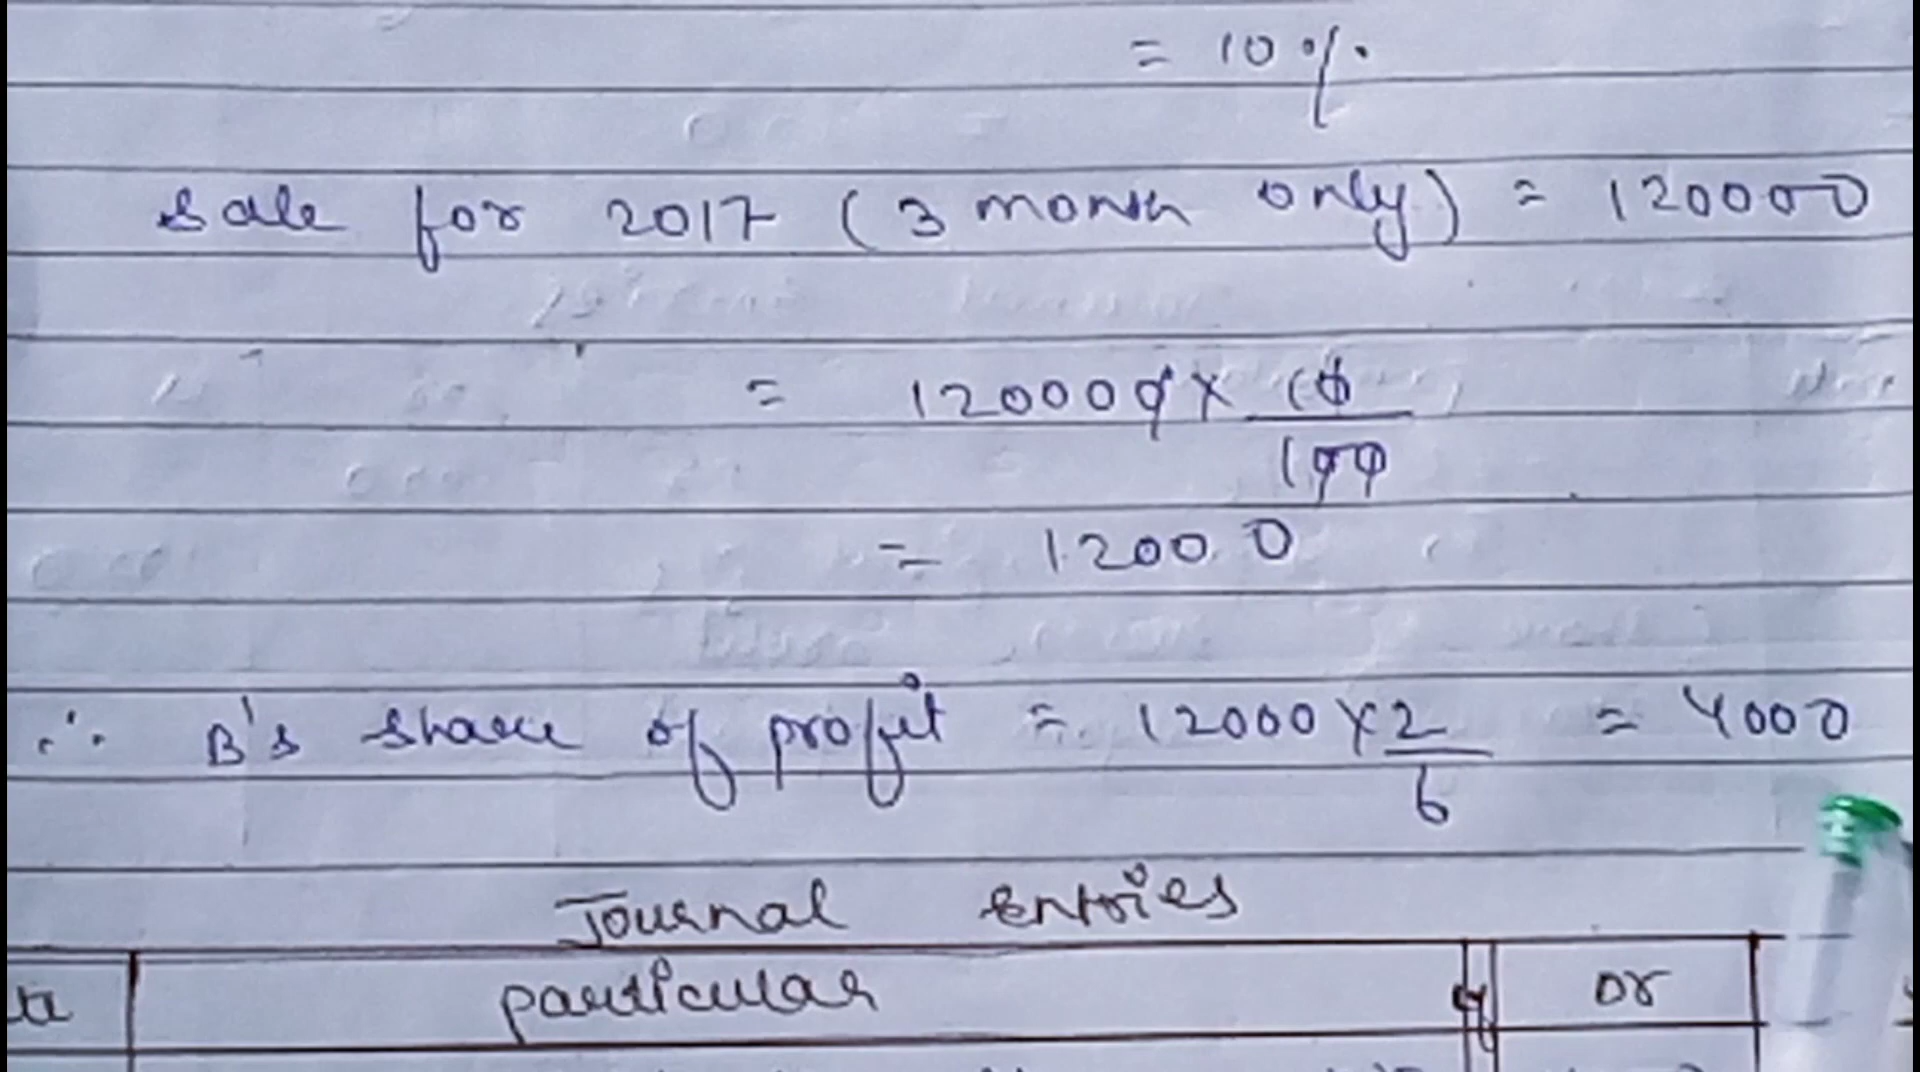 = 10%
Sale for 2017 (3 month only) = 120000
= 120000 × 10
100
= 12000
∴ B's share of profit = 12000 × 2 = 4000
6
Journal Entries
particular Dr